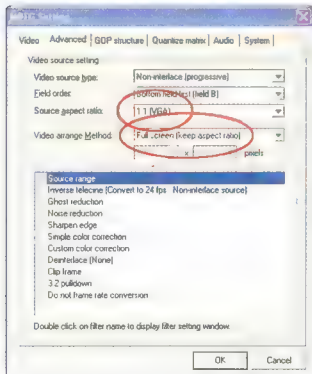 Video Advanced GOP structure Quantize matrix Audio System
Video source setting
Video source type: Non-interlace (progressive)
Field order: Bottom field first (field B)
Source aspect ratio: 1:1 (VGA)
Video arrange Method: Full screen (keep aspect ratio)
x pixels
Source range
Inverse telecine (Convert to 24 fps Non-interlace source)
Ghost reduction
Noise reduction
Sharpen edge
Simple color correction
Custom color correction
Deinterlace (None)
Clip frame
3:2 pulldown
Do not frame rate conversion
Double click on filter name to display filter setting window.
OK Cancel